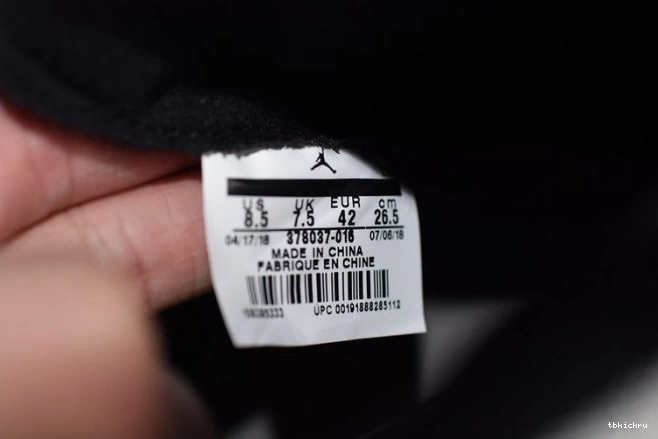 US UK EUR cm
8.5 7.5 42 26.5
04/17/18 378037-016 07/06/18
MADE IN CHINA
FABRIQUE EN CHINE
UPC 00191888285112
tbkickru